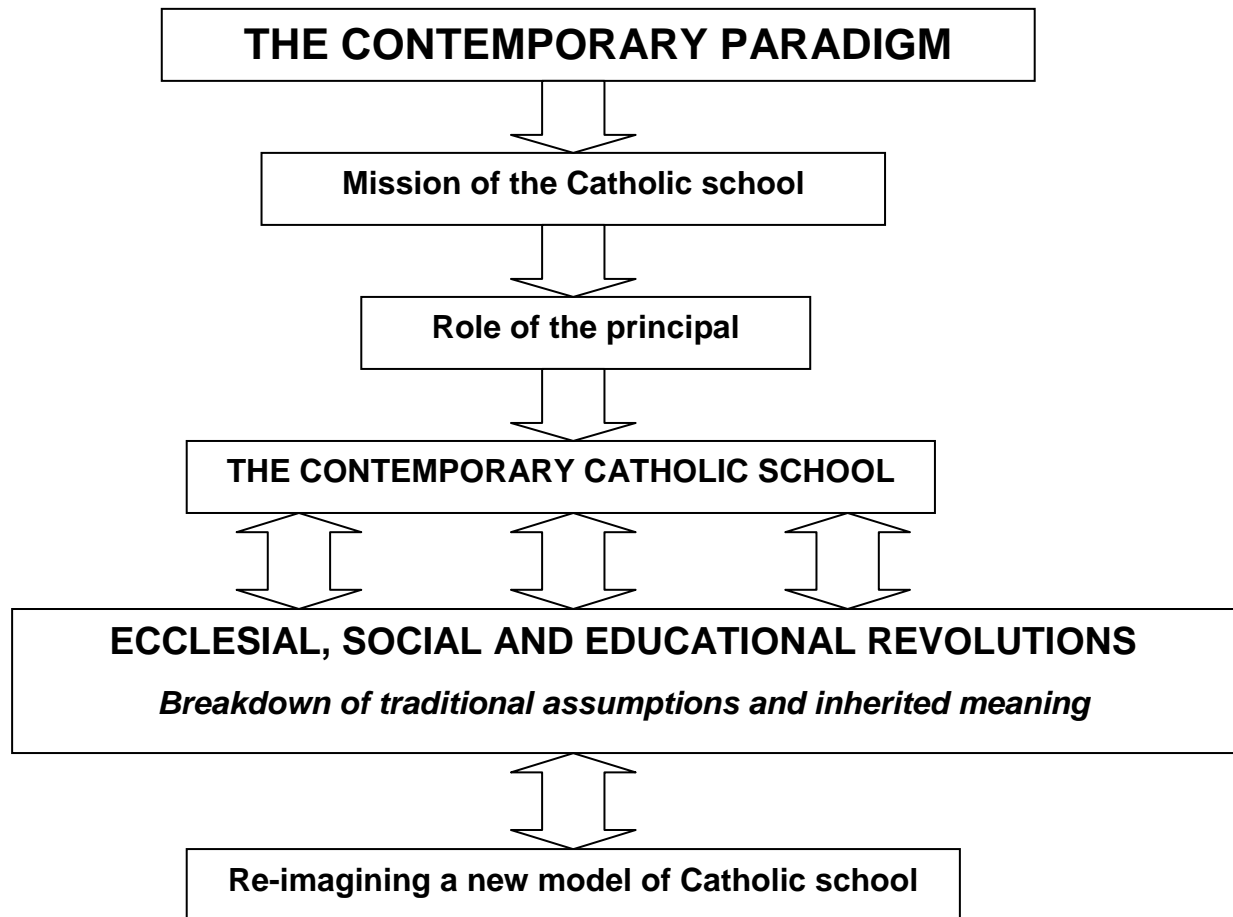 THE CONTEMPORARY PARADIGM
Mission of the Catholic school
Role of the principal
THE CONTEMPORARY CATHOLIC SCHOOL
ECCLESIAL, SOCIAL AND EDUCATIONAL REVOLUTIONS
Breakdown of traditional assumptions and inherited meaning
Re-imagining a new model of Catholic school